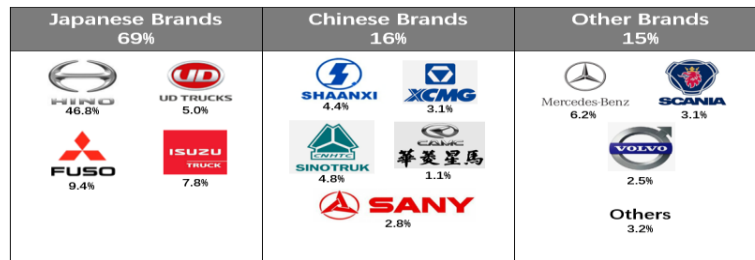 Japanese Brands
69%
HINO
46.8%
UD
UD TRUCKS
5.0%
FUSO
9.4%
ISUZU
TRUCK
7.8%
Chinese Brands
16%
SHAANXI
4.4%
XCMG
3.1%
CNHTC
SINOTRUK
4.8%
CAMC
華菱星馬
1.1%
SANY
2.8%
Other Brands
15%
Mercedes-Benz
6.2%
SCANIA
3.1%
VOLVO
2.5%
Others
3.2%